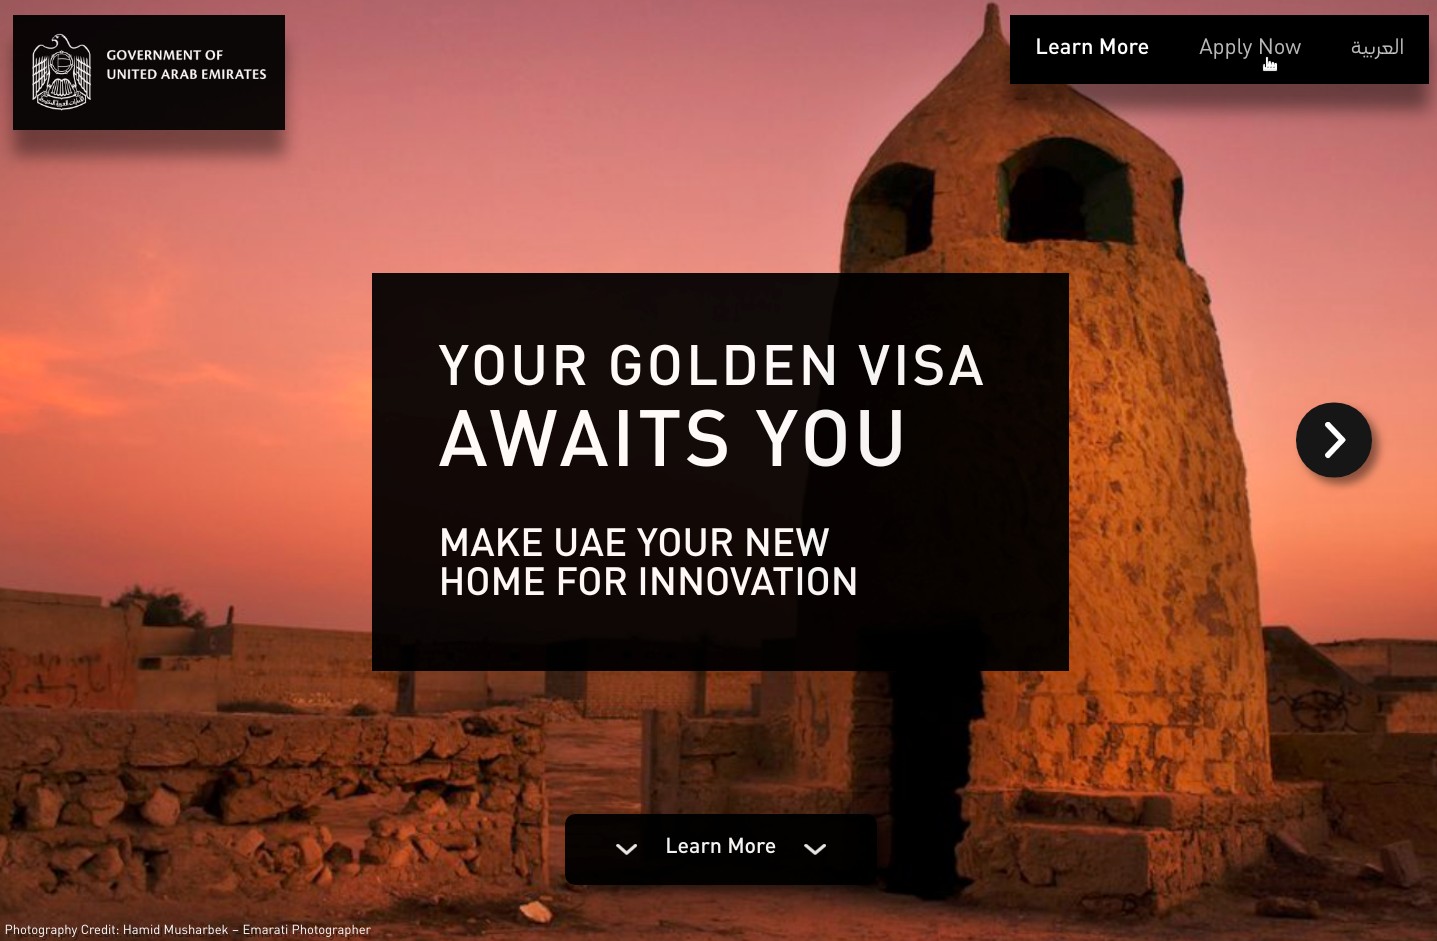 GOVERNMENT OF
UNITED ARAB EMIRATES
Learn More
Apply Now
العربية
YOUR GOLDEN VISA
AWAITS YOU
MAKE UAE YOUR NEW
HOME FOR INNOVATION
Learn More
Photography Credit: Hamid Musharbek – Emarati Photographer